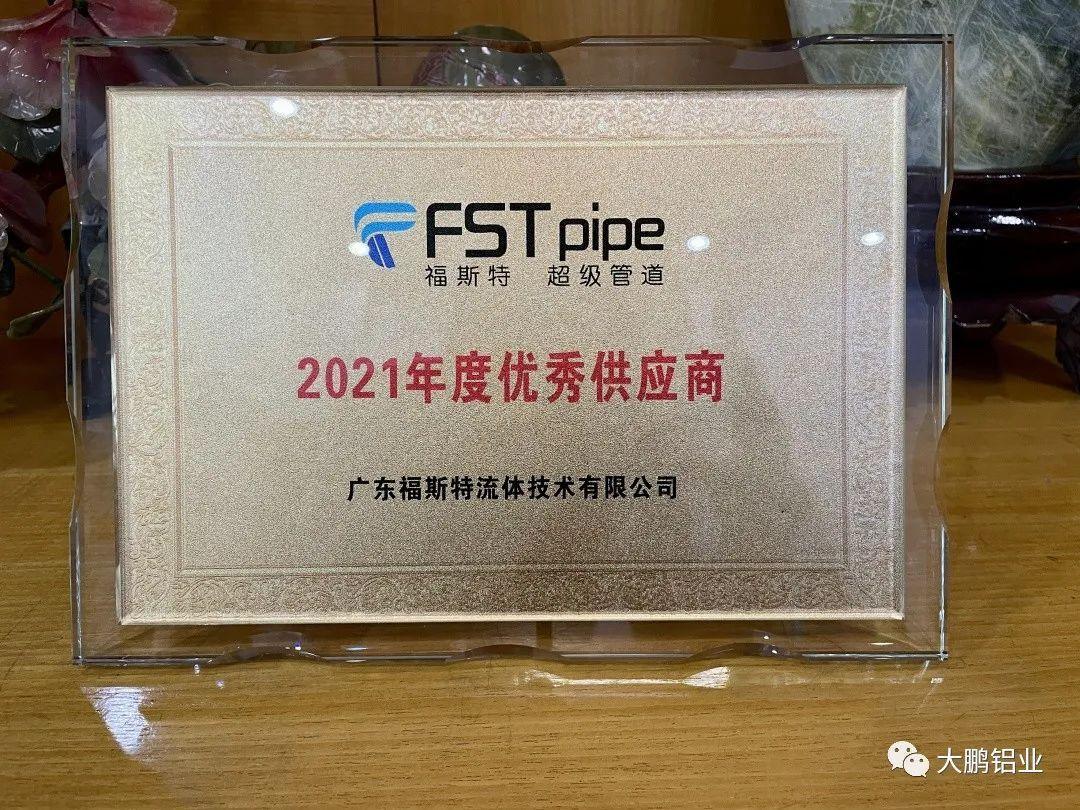 FST pipe
福斯特 超级管道
2021年度优秀供应商
广东福斯特流体技术有限公司
大鹏铝业